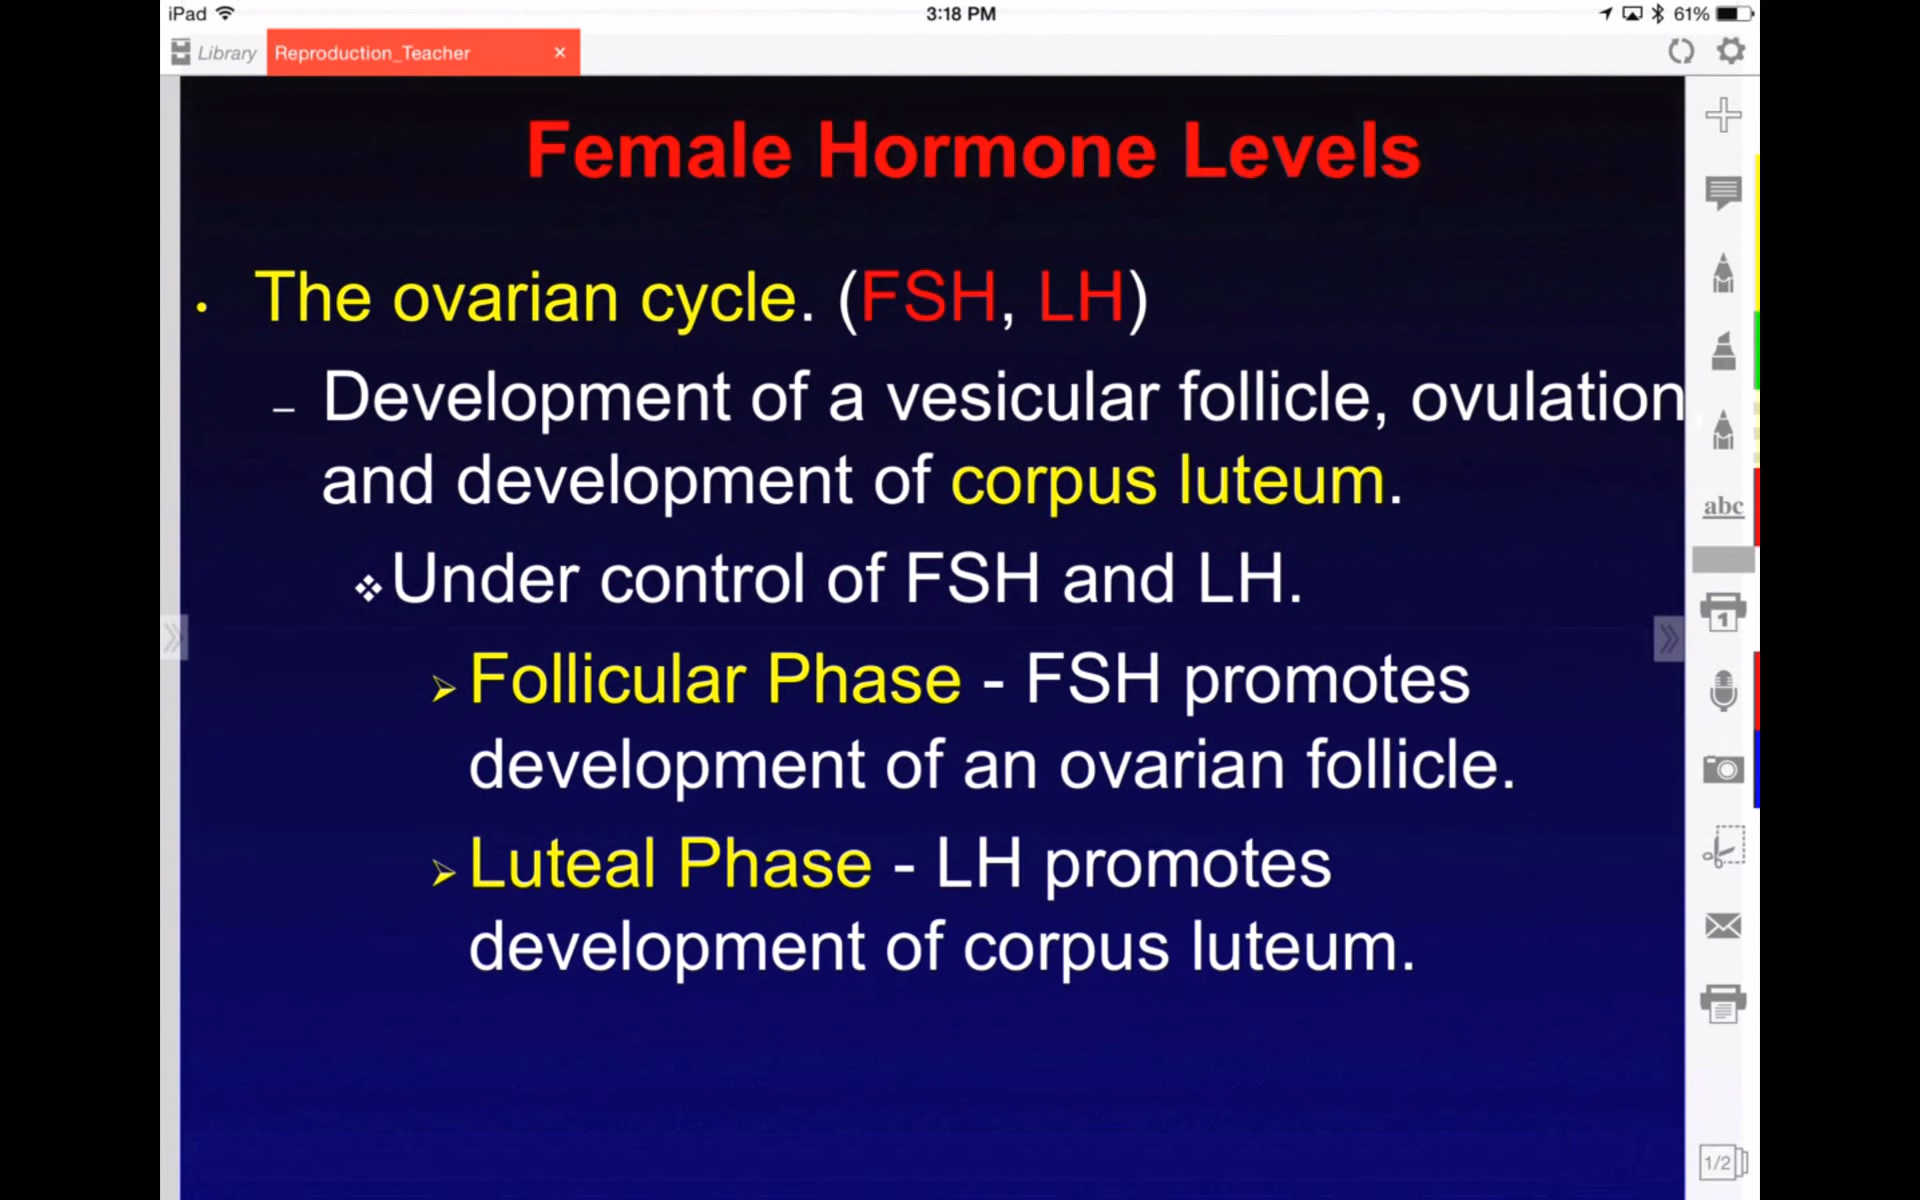 iPad
3:18 PM
61%
Library
Reproduction_Teacher
Female Hormone Levels
• The ovarian cycle. (FSH, LH)
– Development of a vesicular follicle, ovulation,
and development of corpus luteum.
❖ Under control of FSH and LH.
➢ Follicular Phase - FSH promotes
development of an ovarian follicle.
➢ Luteal Phase - LH promotes
development of corpus luteum.
abc
1
1/2